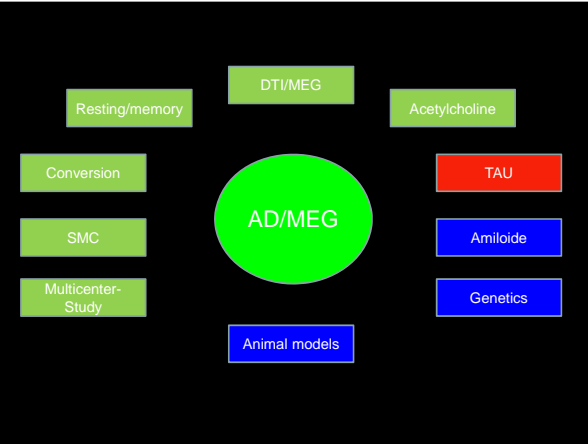 DTI/MEG
Resting/memory
Acetylcholine
Conversion
TAU
AD/MEG
SMC
Amiloide
Multicenter-
Study
Genetics
Animal models